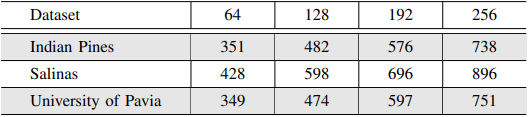 Dataset 64 128 192 256
Indian Pines 351 482 576 738
Salinas 428 598 696 896
University of Pavia 349 474 597 751